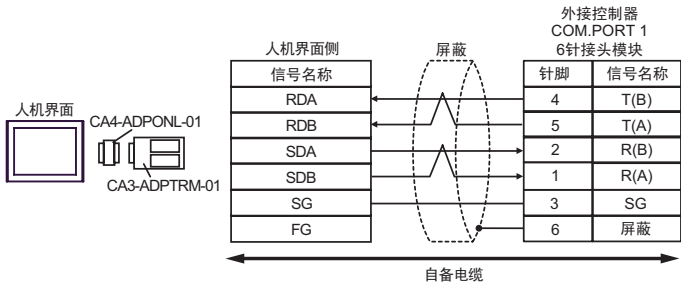 外接控制器
COM.PORT 1
6针接头模块
人机界面侧
屏蔽
信号名称
针脚 信号名称
RDA 4 T(B)
RDB 5 T(A)
SDA 2 R(B)
SDB 1 R(A)
SG 3 SG
FG 6 屏蔽
人机界面
CA4-ADPONL-01
CA3-ADPTRM-01
自备电缆